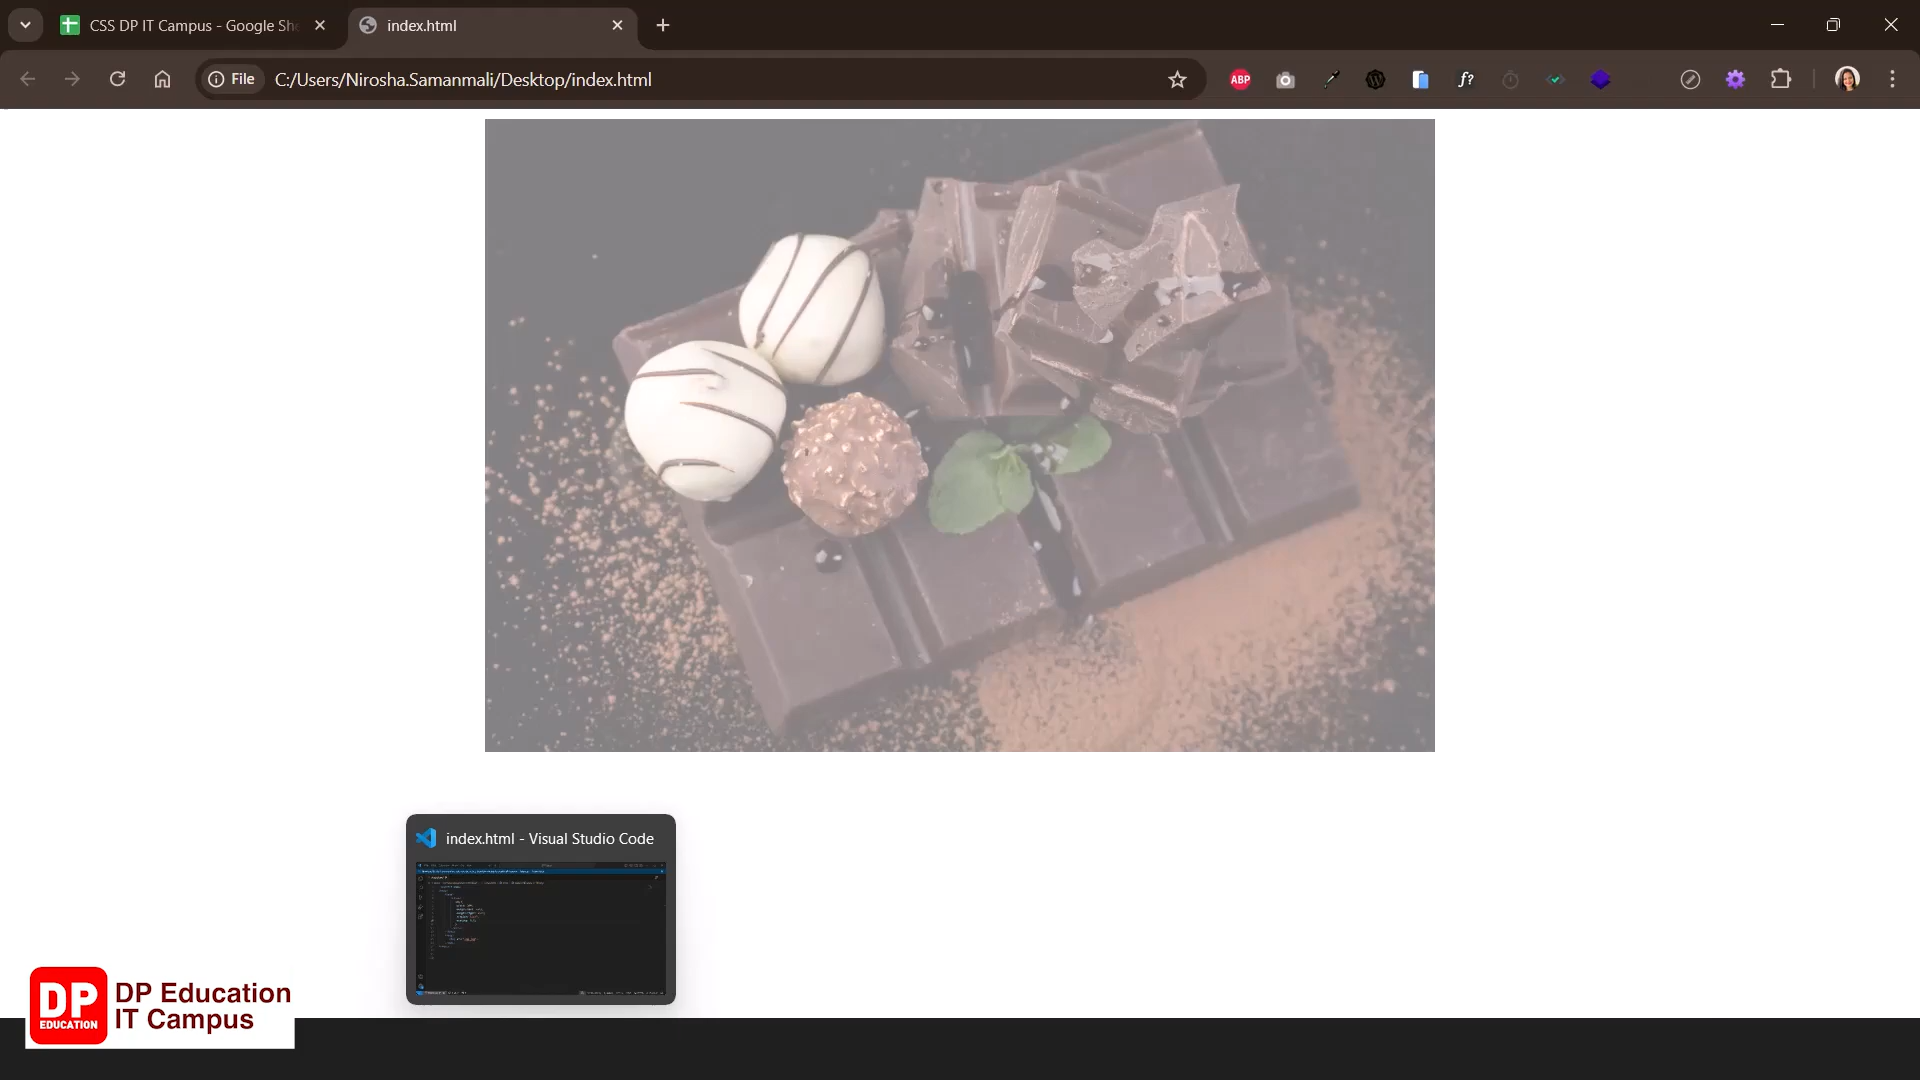 CSS DP IT Campus - Google She
index.html
File
C:/Users/Nirosha.Samanmali/Desktop/index.html
ABP
f?
index.html - Visual Studio Code
DP
EDUCATION
DP Education
IT Campus